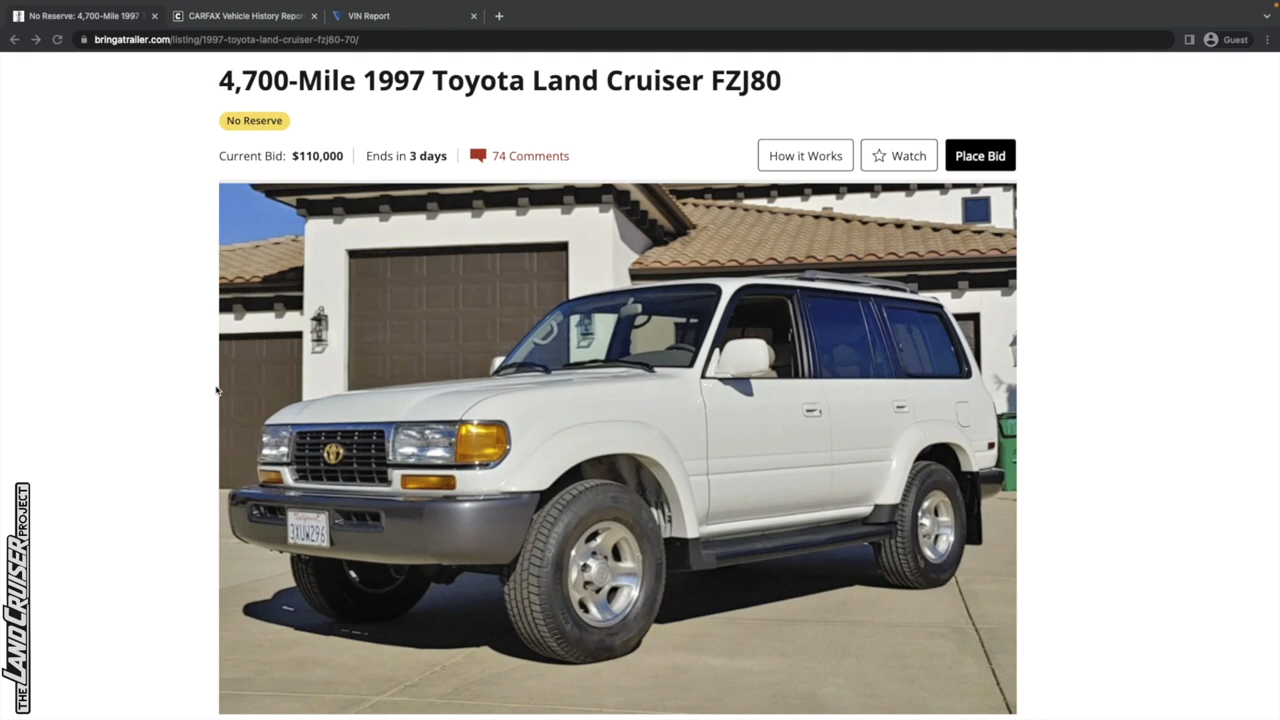 No Reserve: 4,700-Mile 1997 T
CARFAX Vehicle History Repor
VIN Report
bringatrailer.com/listing/1997-toyota-land-cruiser-fzj80-70/
Guest
4,700-Mile 1997 Toyota Land Cruiser FZJ80
No Reserve
Current Bid: $110,000
Ends in 3 days
74 Comments
How it Works
Watch
Place Bid
3XUW296
THE LAND CRUISER PROJECT